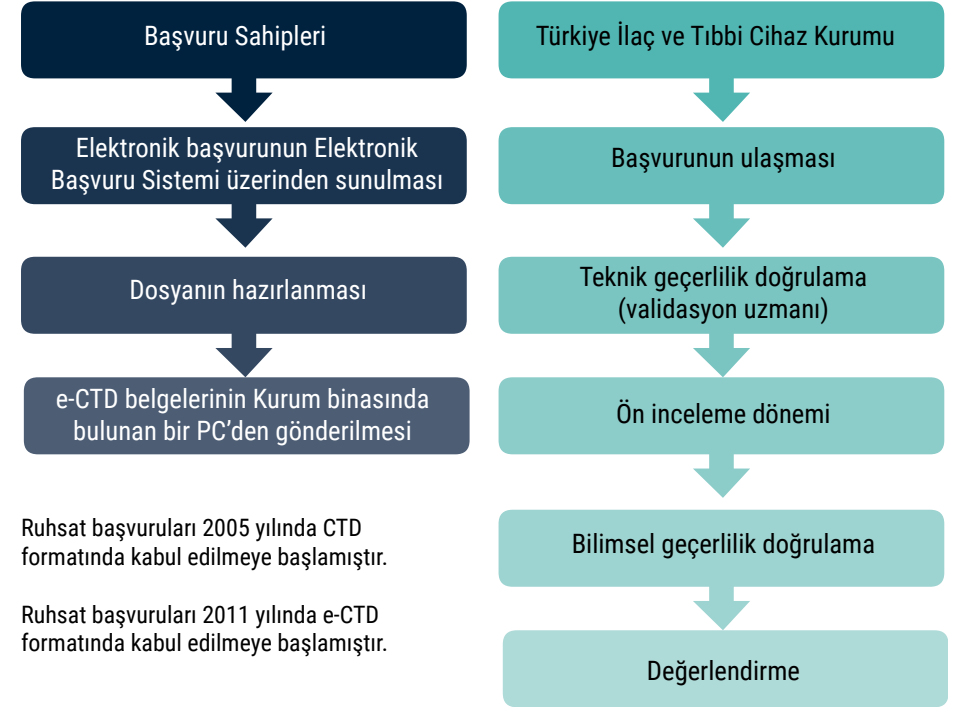 Başvuru Sahipleri
Elektronik başvurunun Elektronik
Başvuru Sistemi üzerinden sunulması
Dosyanın hazırlanması
e-CTD belgelerinin Kurum binasında
bulunan bir PC’den gönderilmesi
Ruhsat başvuruları 2005 yılında CTD
formatında kabul edilmeye başlamıştır.
Ruhsat başvuruları 2011 yılında e-CTD
formatında kabul edilmeye başlamıştır.
Türkiye İlaç ve Tıbbi Cihaz Kurumu
Başvurunun ulaşması
Teknik geçerlilik doğrulama
(validasyon uzmanı)
Ön inceleme dönemi
Bilimsel geçerlilik doğrulama
Değerlendirme